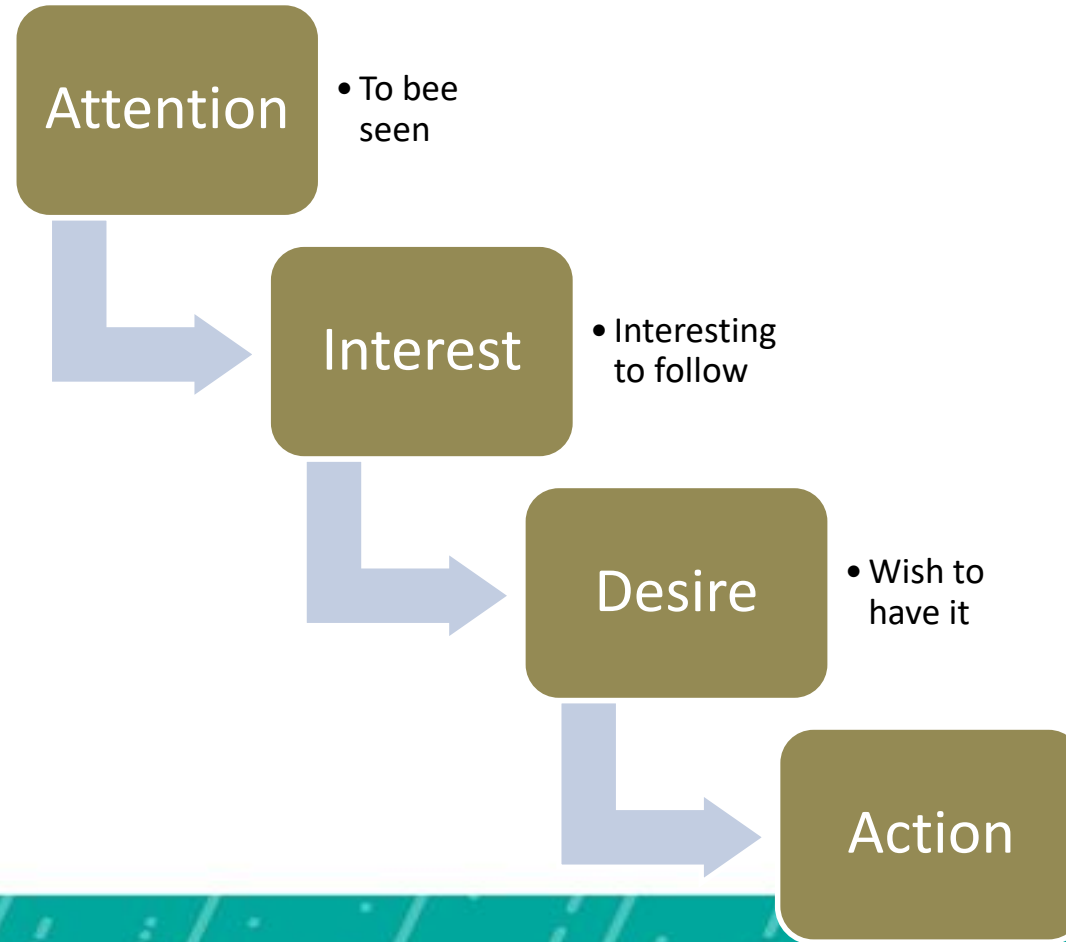 Attention
• To bee
seen
Interest
• Interesting
to follow
Desire
• Wish to
have it
Action